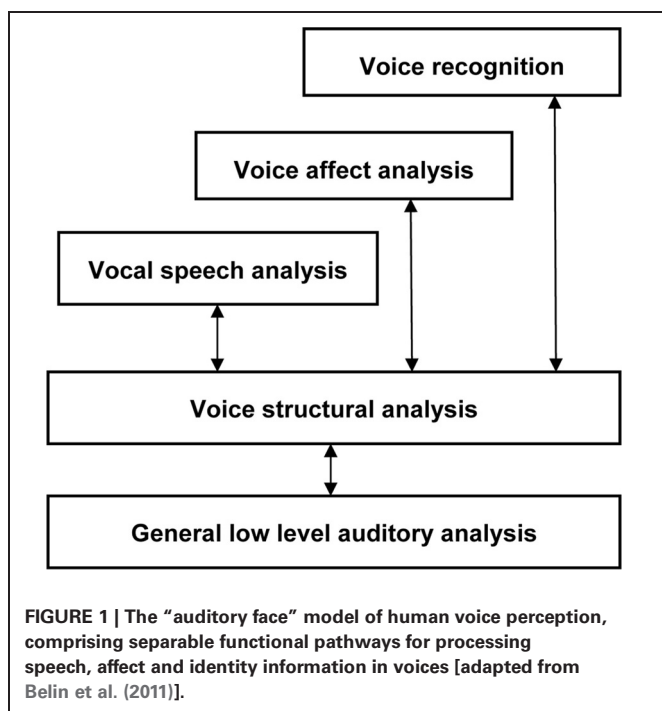 Voice recognition
Voice affect analysis
Vocal speech analysis
Voice structural analysis
General low level auditory analysis
FIGURE 1 | The “auditory face” model of human voice perception,
comprising separable functional pathways for processing
speech, affect and identity information in voices [adapted from
Belin et al. (2011)].